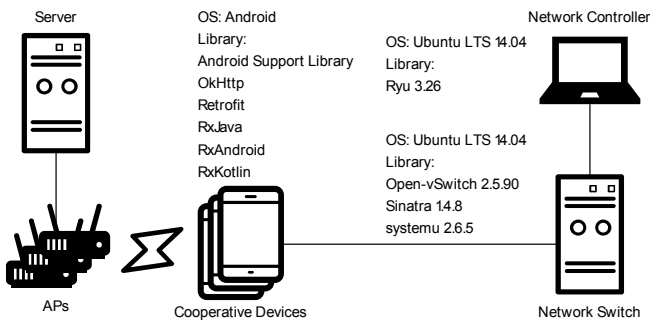 Server
OS: Android
Library:
Android Support Library
OkHttp
Retrofit
RxJava
RxAndroid
RxKotlin
OS: Ubuntu LTS 14.04
Library:
Ryu 3.26
Network Controller
OS: Ubuntu LTS 14.04
Library:
Open-vSwitch 2.5.90
Sinatra 1.4.8
systemu 2.6.5
APs
Cooperative Devices
Network Switch